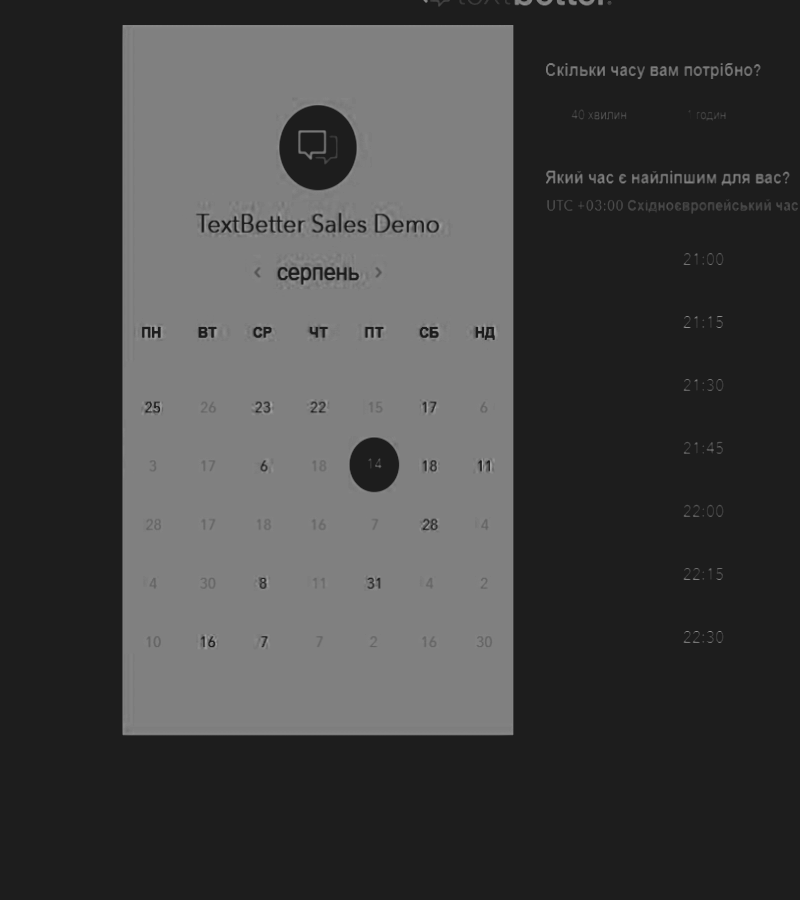 textbetter.
TextBetter Sales Demo
‹ серпень ›
ПН ВТ СР ЧТ ПТ СБ НД
25 26 23 22 15 17 6
3 17 6 18 14 18 11
28 17 18 16 7 28 4
4 30 8 11 31 4 2
10 16 7 7 2 16 30
Скільки часу вам потрібно?
40 хвилин 1 годин
Який час є найліпшим для вас?
UTC +03:00 Східноєвропейський час
21:00
21:15
21:30
21:45
22:00
22:15
22:30